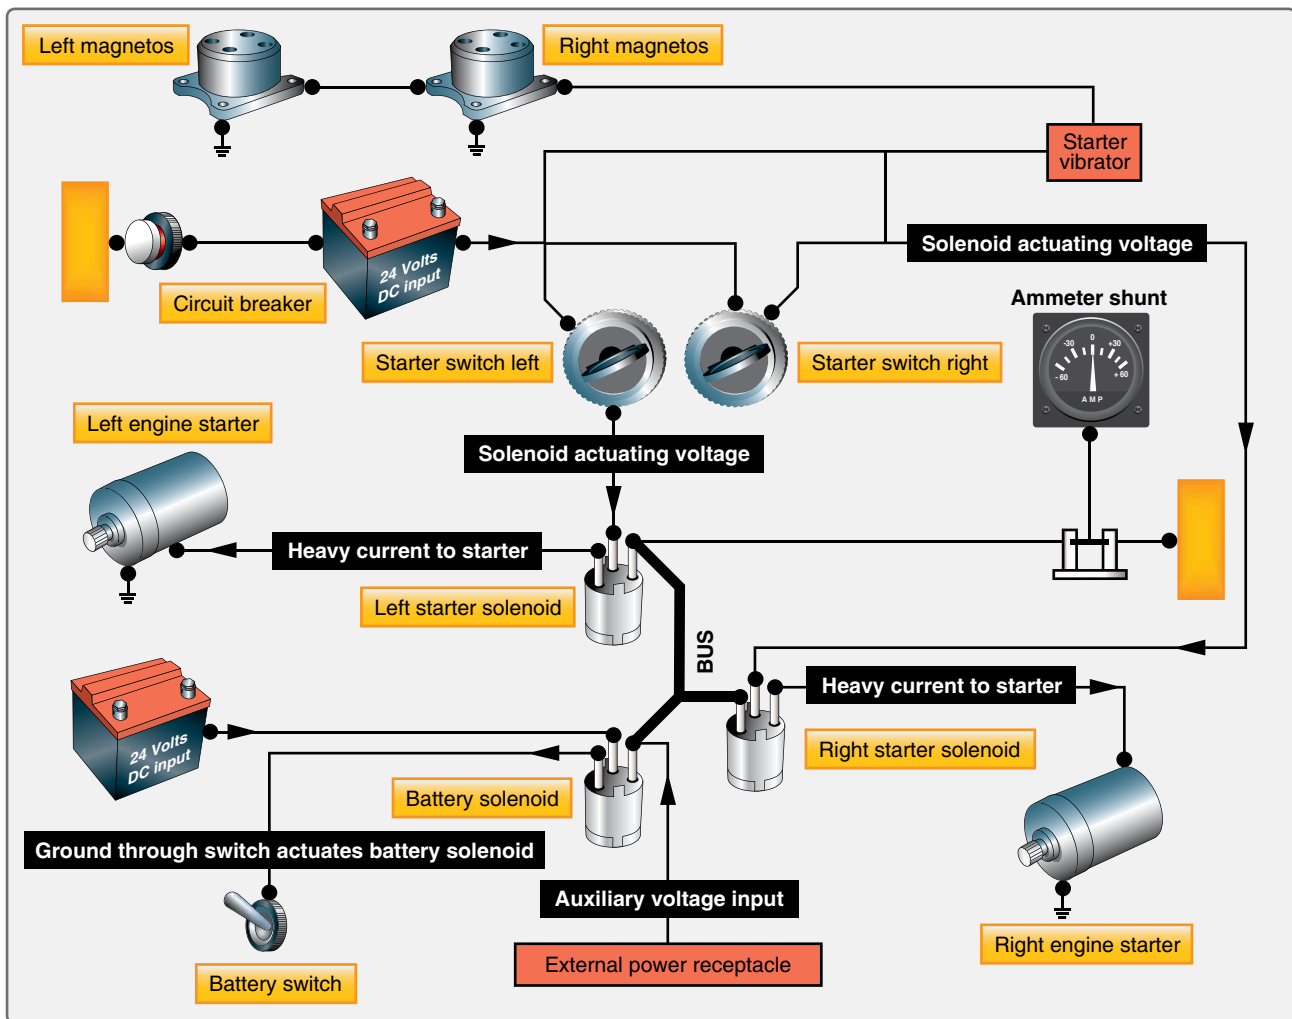 Left magnetos
Right magnetos
Starter
vibrator
24 Volts
DC input
Solenoid actuating voltage
Circuit breaker
Ammeter shunt
-30
0
+30
- 60
+ 60
A M P
Starter switch left
Starter switch right
Left engine starter
Solenoid actuating voltage
Heavy current to starter
Left starter solenoid
BUS
Heavy current to starter
24 Volts
DC input
Right starter solenoid
Battery solenoid
Ground through switch actuates battery solenoid
Auxiliary voltage input
Right engine starter
External power receptacle
Battery switch